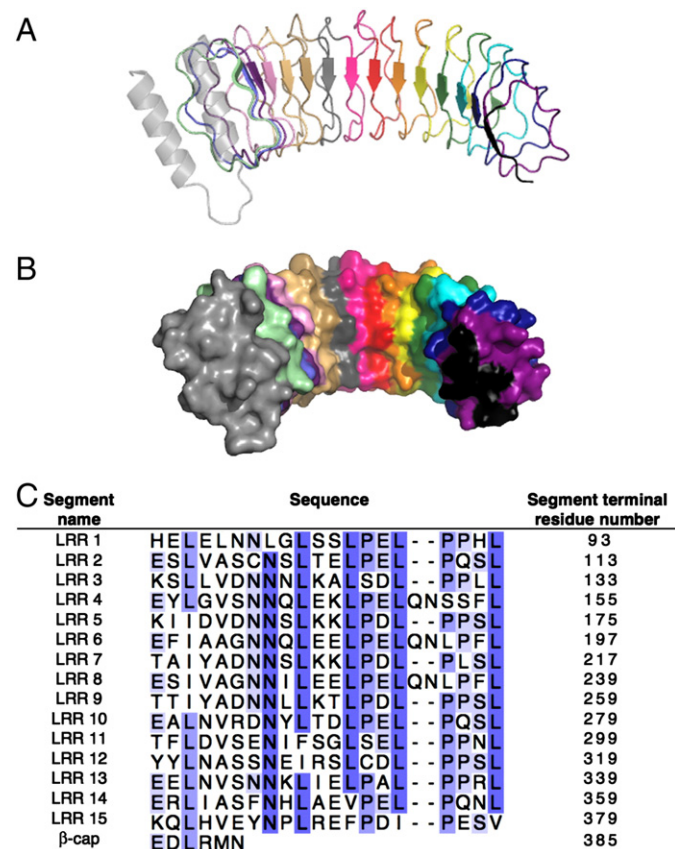 A
B
C Segment name Sequence Segment terminal residue number
LRR 1 HELELNNLGLSSLPEL--PPHL 93
LRR 2 ESLVASCNSLTELPEL--PQSL 113
LRR 3 KSLLVDNNNLKALSDL--PPLL 133
LRR 4 EYLGVSNNQLEKLPELQNSSFL 155
LRR 5 KIIDVDNNSLKKLPDL--PPSL 175
LRR 6 EFIAAGNNQLEELPELQNLPFL 197
LRR 7 TAIYADNNSLKKLPDL--PLSL 217
LRR 8 ESIVAGNNILEELPELQNLPFL 239
LRR 9 TTIYADNNLLKTLPDL--PPSL 259
LRR 10 EALNVRDNYLTDLPEL--PQSL 279
LRR 11 TFLDVSENIFSGLSEL--PPNL 299
LRR 12 YYLNASSNEIRSLCDL--PPSL 319
LRR 13 EELNVSNNKLIELPAL--PPRL 339
LRR 14 ERLIASFNHLAEVPEL--PQNL 359
LRR 15 KQLHVEYNPLREFPDI--PESV 379
β-cap EDLRMN 385